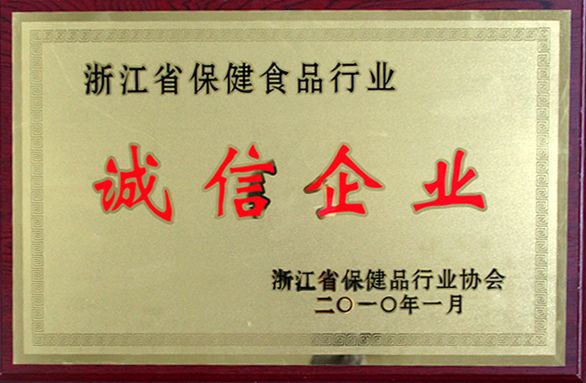 浙江省保健食品行业
诚信企业
浙江省保健品行业协会
二〇一〇年一月